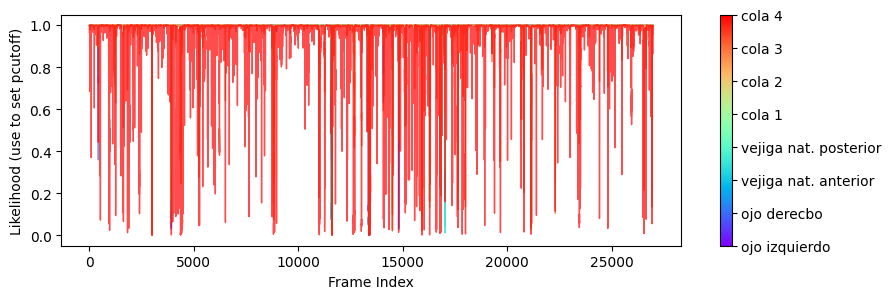 Likelihood (use to set pcutoff)
1.0
0.8
0.6
0.4
0.2
0.0
0
5000
10000
15000
20000
25000
Frame Index
cola 4
cola 3
cola 2
cola 1
vejiga nat. posterior
vejiga nat. anterior
ojo derecbo
ojo izquierdo